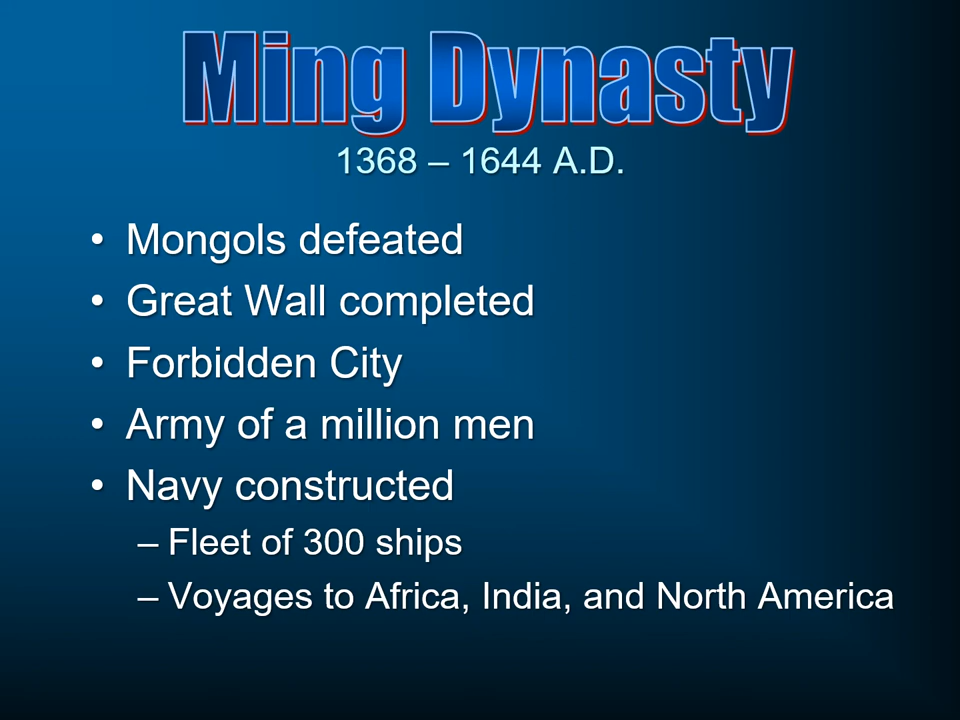 Ming Dynasty
1368 – 1644 A.D.
• Mongols defeated
• Great Wall completed
• Forbidden City
• Army of a million men
• Navy constructed
– Fleet of 300 ships
– Voyages to Africa, India, and North America